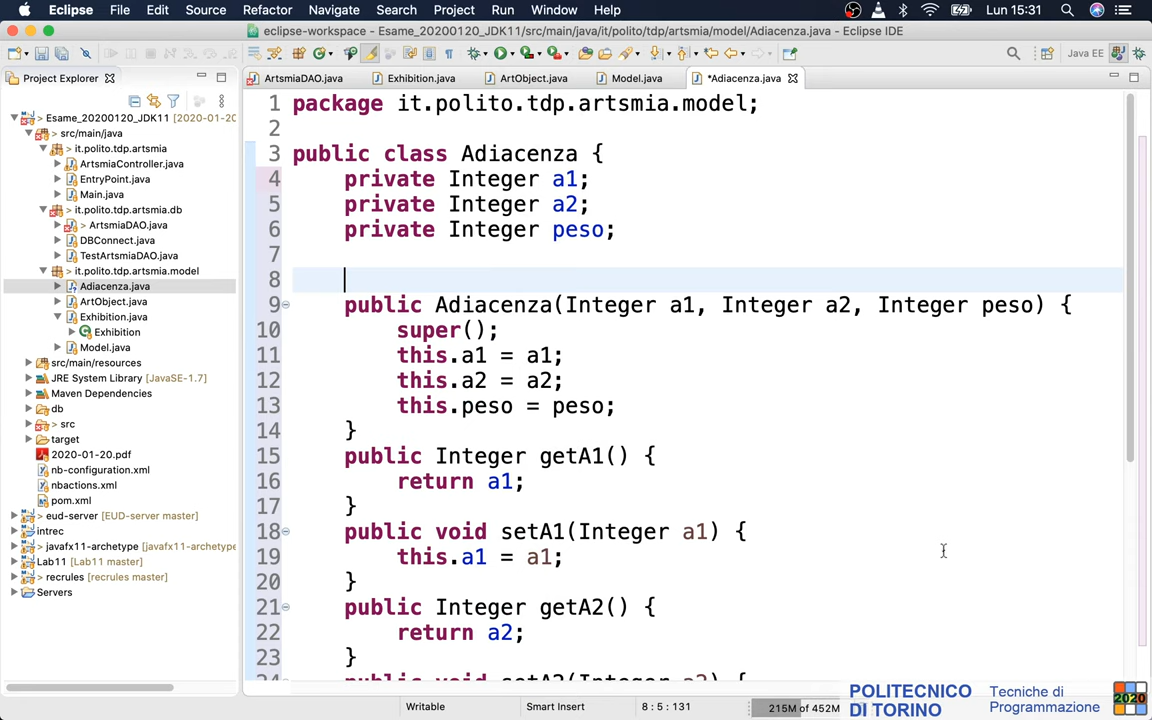 Eclipse File Edit Source Refactor Navigate Search Project Run Window Help Lun 15:31
eclipse-workspace - Esame_20200120_JDK11/src/main/java/it/polito/tdp/artsmia/model/Adiacenza.java - Eclipse IDE
Java EE
Project Explorer
ArtsmiaDAO.java Exhibition.java ArtObject.java Model.java *Adiacenza.java
> Esame_20200120_JDK11 [2020-01-20
> src/main/java
> it.polito.tdp.artsmia
ArtsmiaController.java
EntryPoint.java
Main.java
> it.polito.tdp.artsmia.db
> ArtsmiaDAO.java
DBConnect.java
TestArtsmiaDAO.java
> it.polito.tdp.artsmia.model
Adiacenza.java
ArtObject.java
Exhibition.java
Exhibition
Model.java
> src/main/resources
JRE System Library [JavaSE-1.7]
Maven Dependencies
> db
> src
> target
2020-01-20.pdf
nb-configuration.xml
nbactions.xml
pom.xml
> eud-server [EUD-server master]
intrec
> javafx11-archetype [javafx11-archetype
Lab11 [Lab11 master]
> recrules [recrules master]
Servers
1 package it.polito.tdp.artsmia.model;
2
3 public class Adiacenza {
4 private Integer a1;
5 private Integer a2;
6 private Integer peso;
7
8
9 public Adiacenza(Integer a1, Integer a2, Integer peso) {
10 super();
11 this.a1 = a1;
12 this.a2 = a2;
13 this.peso = peso;
14 }
15 public Integer getA1() {
16 return a1;
17 }
18 public void setA1(Integer a1) {
19 this.a1 = a1;
20 }
21 public Integer getA2() {
22 return a2;
23 }
24 public void setA2(Integer a2) {
Writable Smart Insert 8 : 5 : 131 215M of 452M
POLITECNICO
DI TORINO
Tecniche di
Programmazione
2020